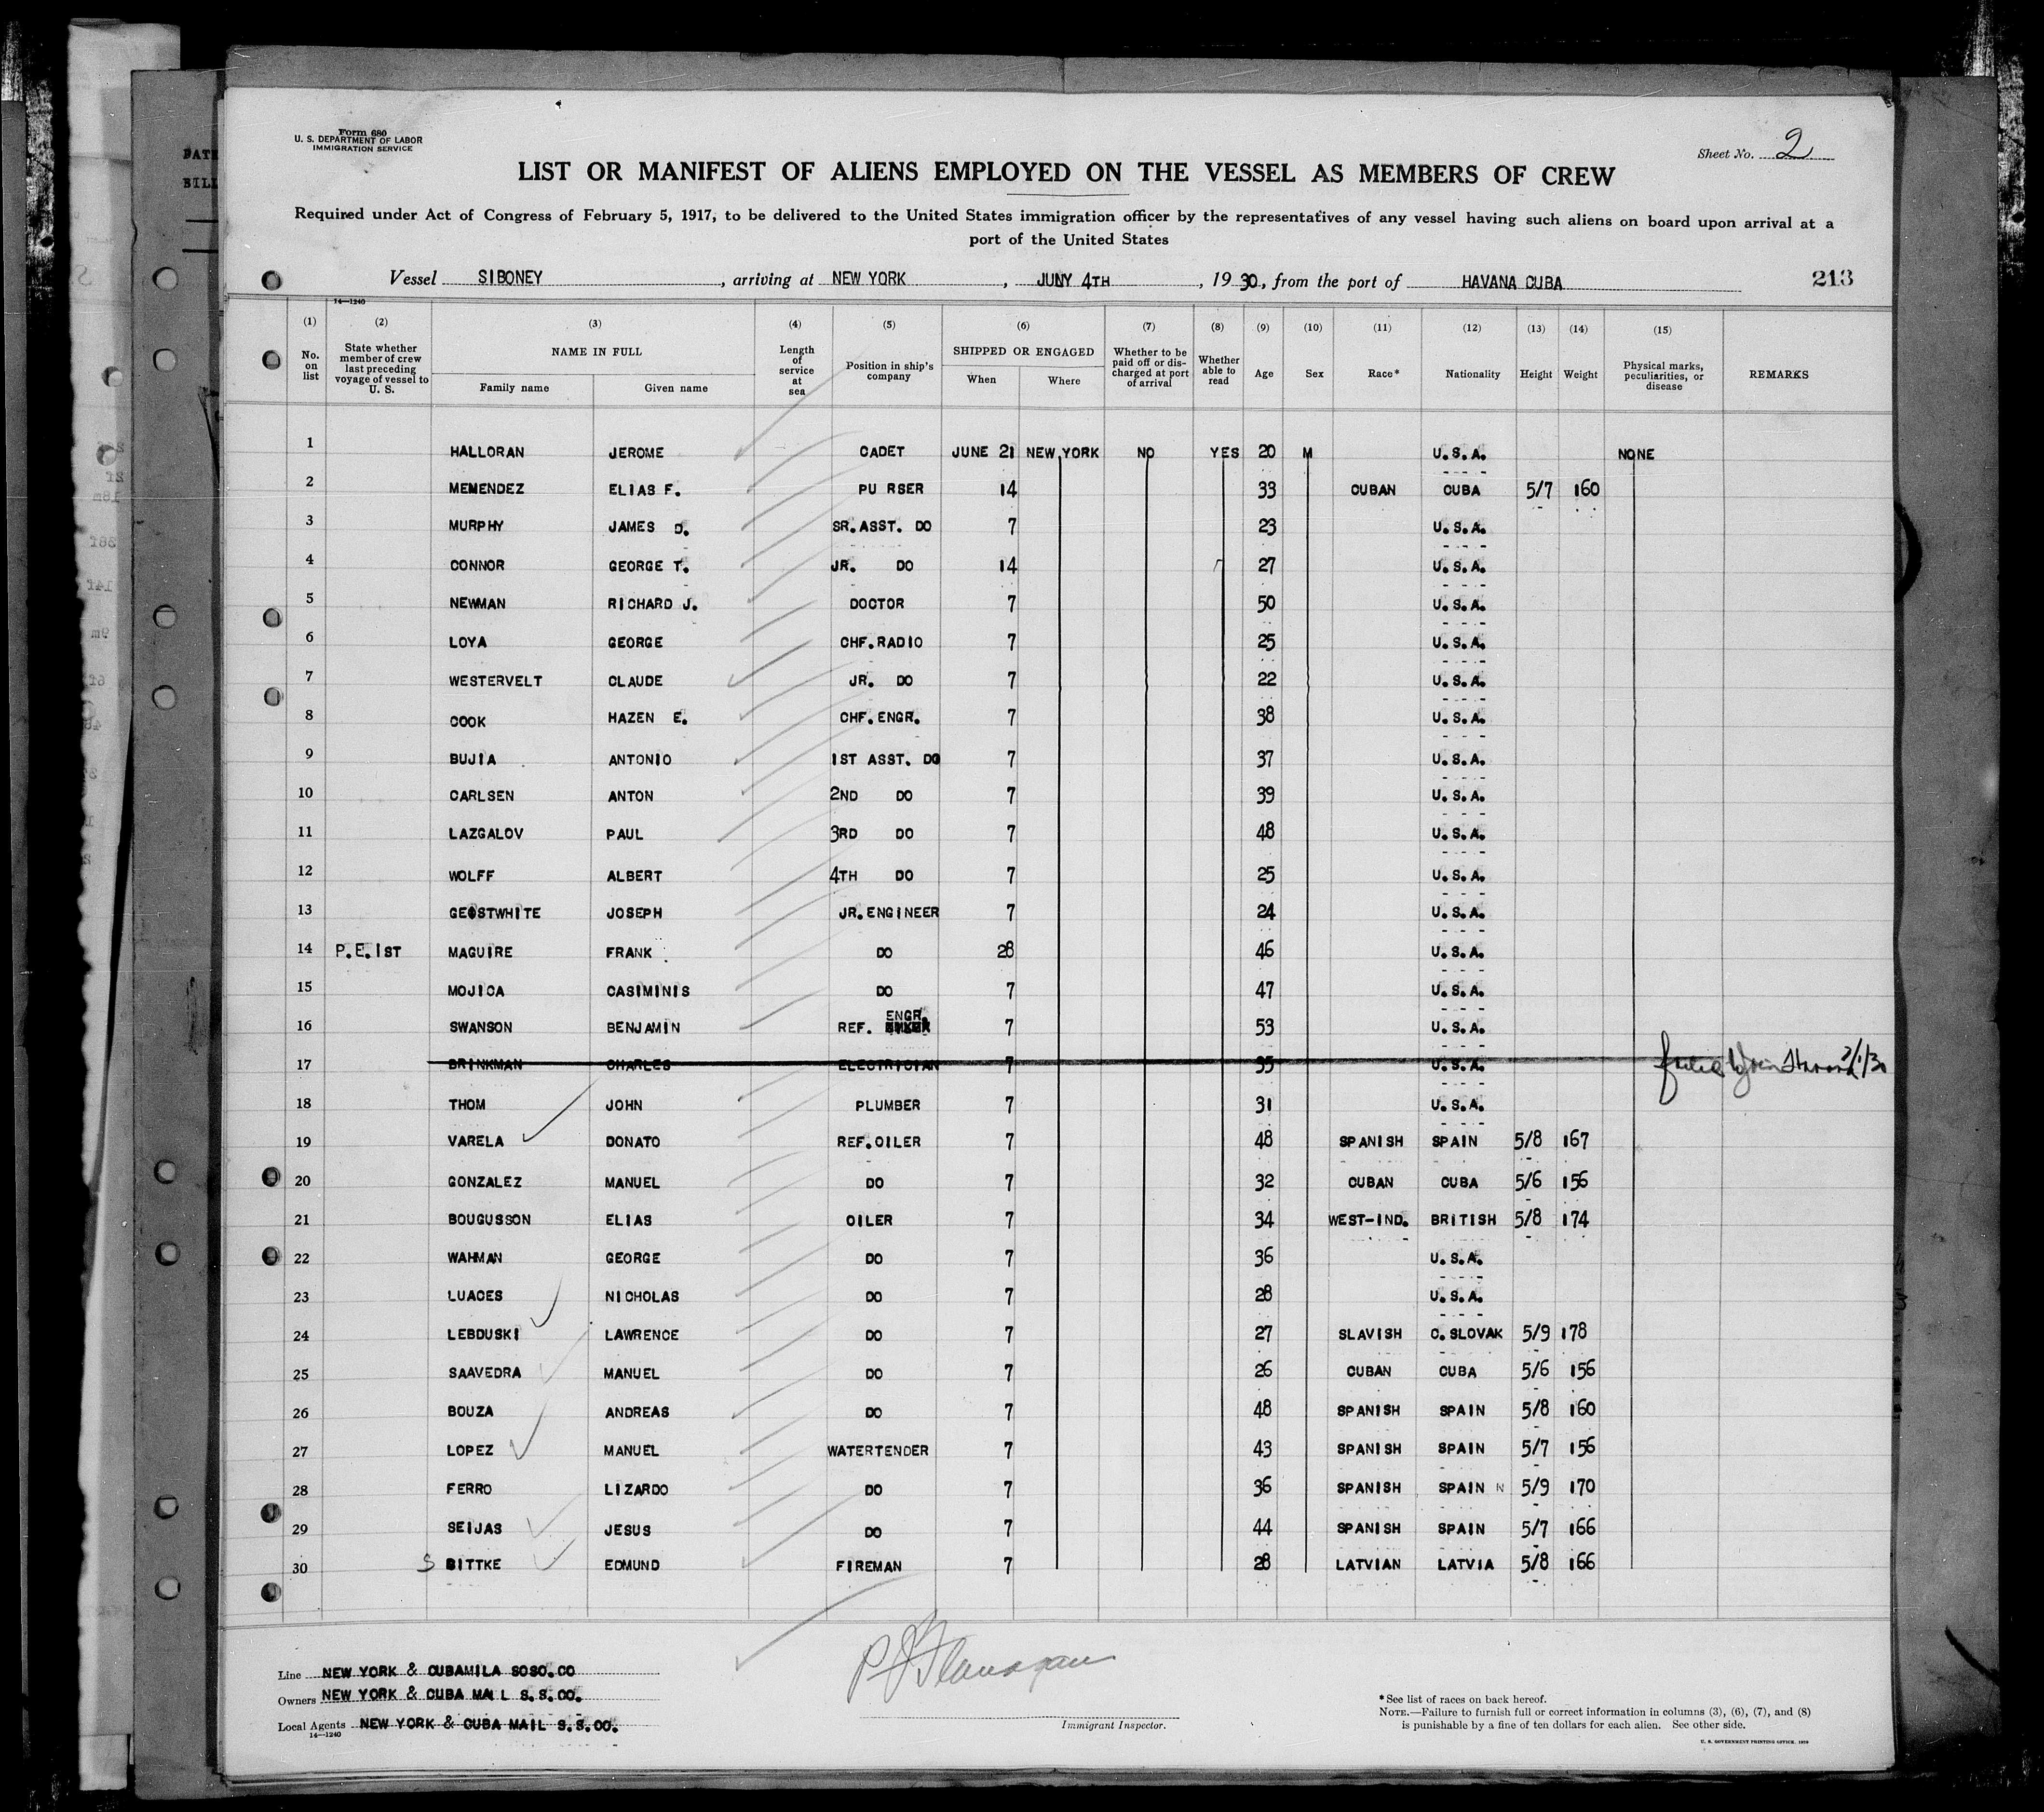 Form 680
U. S. DEPARTMENT OF LABOR
IMMIGRATION SERVICE
Sheet No. 2
LIST OR MANIFEST OF ALIENS EMPLOYED ON THE VESSEL AS MEMBERS OF CREW
Required under Act of Congress of February 5, 1917, to be delivered to the United States immigration officer by the representatives of any vessel having such aliens on board upon arrival at a
port of the United States
Vessel SIBONEY, arriving at NEW YORK, JUNY 4TH, 1930, from the port of HAVANA CUBA 213
14—1240
(1) No. on list (2) State whether member of crew last preceding voyage of vessel to U. S. (3) NAME IN FULL Family name Given name (4) Length of service at sea (5) Position in ship's company (6) SHIPPED OR ENGAGED When Where (7) Whether to be paid off or discharged at port of arrival (8) Whether able to read (9) Age (10) Sex (11) Race* (12) Nationality (13) Height (14) Weight (15) Physical marks, peculiarities, or disease REMARKS
1 HALLORAN JEROME CADET JUNE 21 NEW YORK NO YES 20 M U.S.A. NONE
2 MEMENDEZ ELIAS F. PU RSER 14 33 CUBAN CUBA 5/7 160
3 MURPHY JAMES D. SR.ASST. DO 7 23 U.S.A.
4 CONNOR GEORGE T. JR. DO 14 27 U.S.A.
5 NEWMAN RICHARD J. DOCTOR 7 50 U.S.A.
6 LOYA GEORGE CHF.RADIO 7 25 U.S.A.
7 WESTERVELT CLAUDE JR. DO 7 22 U.S.A.
8 COOK HAZEN E. CHF.ENGR. 7 38 U.S.A.
9 BUJIA ANTONIO 1ST ASST. DO 7 37 U.S.A.
10 CARLSEN ANTON 2ND DO 7 39 U.S.A.
11 LAZGALOV PAUL 3RD DO 7 48 U.S.A.
12 WOLFF ALBERT 4TH DO 7 25 U.S.A.
13 GEOSTWHITE JOSEPH JR.ENGINEER 7 24 U.S.A.
14 P.E.1ST MAGUIRE FRANK DO 28 46 U.S.A.
15 MOJICA CASIMINIS DO 7 47 U.S.A.
16 SWANSON BENJAMIN REF. ENGR. 7 53 U.S.A.
17 BRINKMAN CHARLES ELECTRICIAN 7 35 U.S.A. failed to join Havana 7/1/30
18 THOM JOHN PLUMBER 7 31 U.S.A.
19 VARELA DONATO REF.OILER 7 48 SPANISH SPAIN 5/8 167
20 GONZALEZ MANUEL DO 7 32 CUBAN CUBA 5/6 156
21 BOUGUSSON ELIAS OILER 7 34 WEST-IND. BRITISH 5/8 174
22 WAHMAN GEORGE DO 7 36 U.S.A.
23 LUACES NICHOLAS DO 7 28 U.S.A.
24 LEBDUSKI LAWRENCE DO 7 27 SLAVISH C.SLOVAK 5/9 178
25 SAAVEDRA MANUEL DO 7 26 CUBAN CUBA 5/6 156
26 BOUZA ANDREAS DO 7 48 SPANISH SPAIN 5/8 160
27 LOPEZ MANUEL WATERTENDER 7 43 SPANISH SPAIN 5/7 156
28 FERRO LIZARDO DO 7 36 SPANISH SPAIN N 5/9 170
29 SEIJAS JESUS DO 7 44 SPANISH SPAIN 5/7 166
30 S BITTKE EDMUND FIREMAN 7 28 LATVIAN LATVIA 5/8 166
Line NEW YORK & CUBAMILA SOSO.CO
Owners NEW YORK & CUBA MAIL S.S.CO.
Local Agents NEW YORK & CUBA MAIL S.S.CO.
14—1240
P J Flanagan
Immigrant Inspector.
*See list of races on back hereof.
NOTE.—Failure to furnish full or correct information in columns (3), (6), (7), and (8)
is punishable by a fine of ten dollars for each alien. See other side.
U. S. GOVERNMENT PRINTING OFFICE. 1929